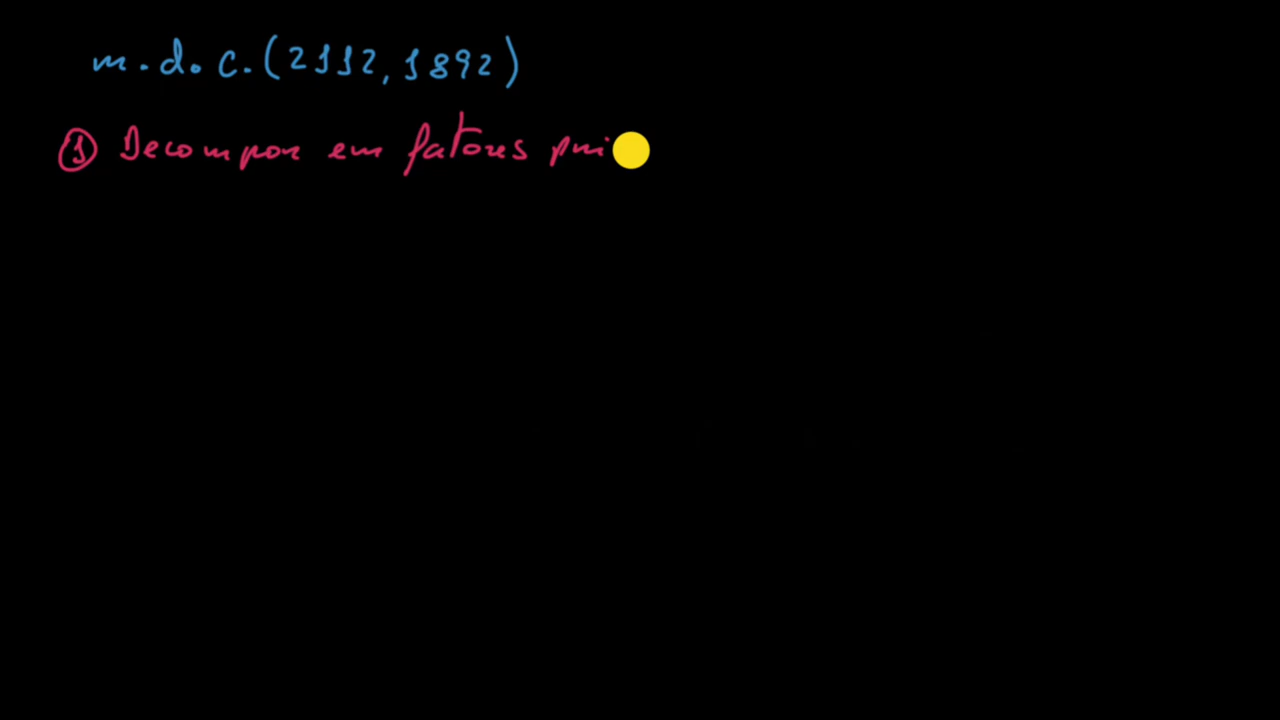 m.d.c.(2112,1892)
① Decompor em fatores pri